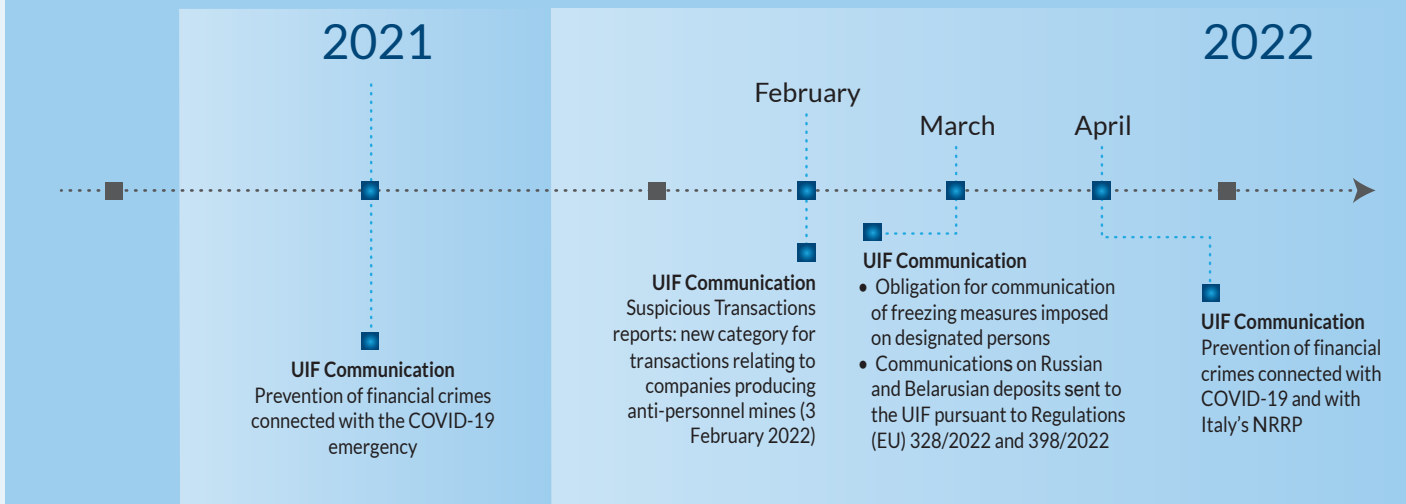 2021
UIF Communication
Prevention of financial crimes
connected with the COVID-19
emergency
2022
February
UIF Communication
Suspicious Transactions
reports: new category for
transactions relating to
companies producing
anti-personnel mines (3
February 2022)
March
UIF Communication
• Obligation for communication
of freezing measures imposed
on designated persons
• Communications on Russian
and Belarusian deposits sent to
the UIF pursuant to Regulations
(EU) 328/2022 and 398/2022
April
UIF Communication
Prevention of financial
crimes connected with
COVID-19 and with
Italy's NRRP